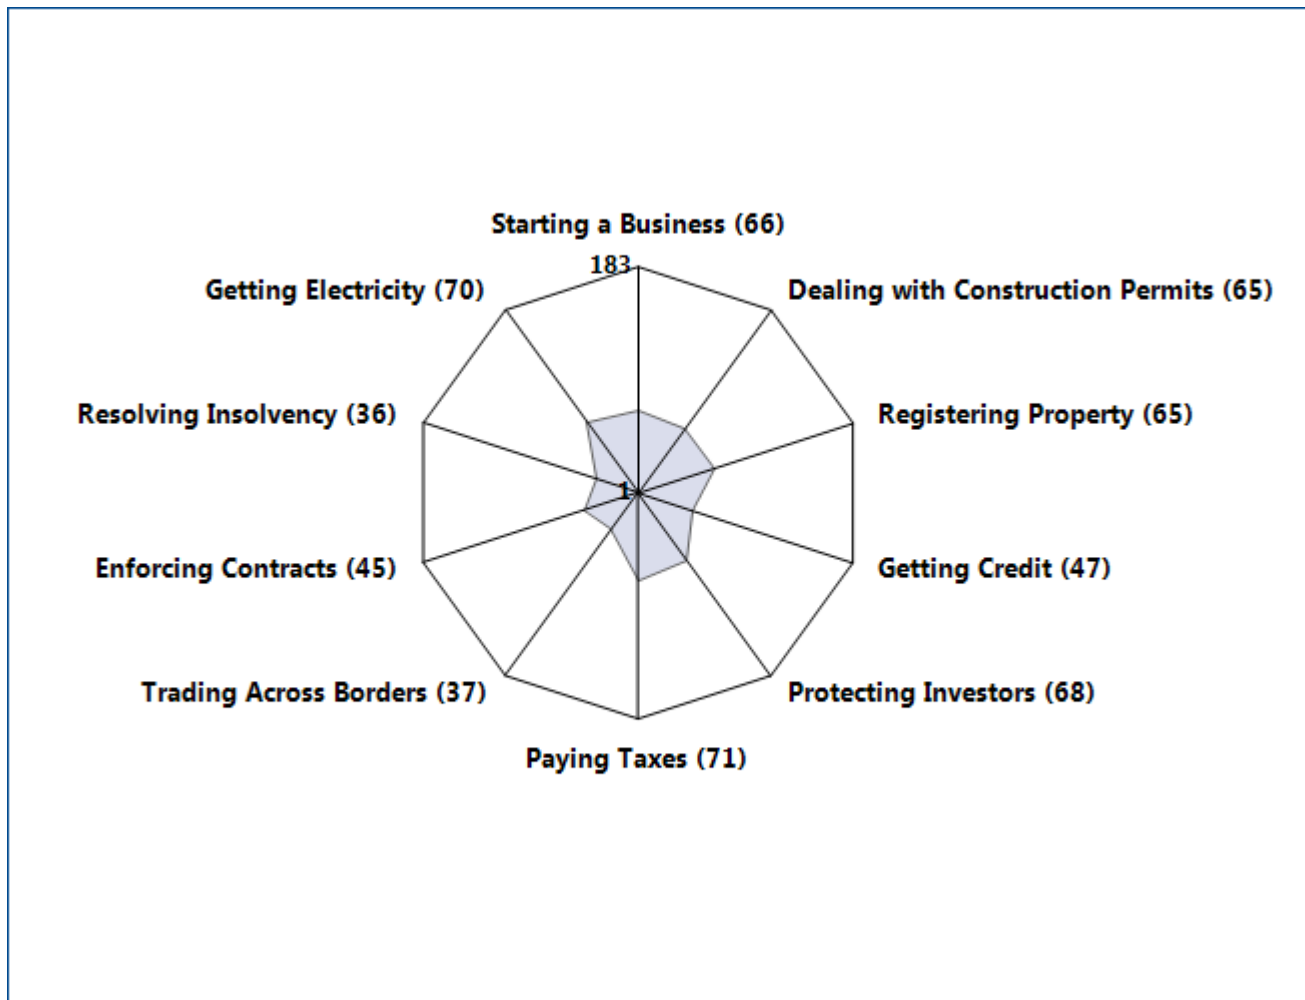 Starting a Business (66)
183
Getting Electricity (70)
Dealing with Construction Permits (65)
Resolving Insolvency (36)
Registering Property (65)
1
Enforcing Contracts (45)
Getting Credit (47)
Trading Across Borders (37)
Protecting Investors (68)
Paying Taxes (71)